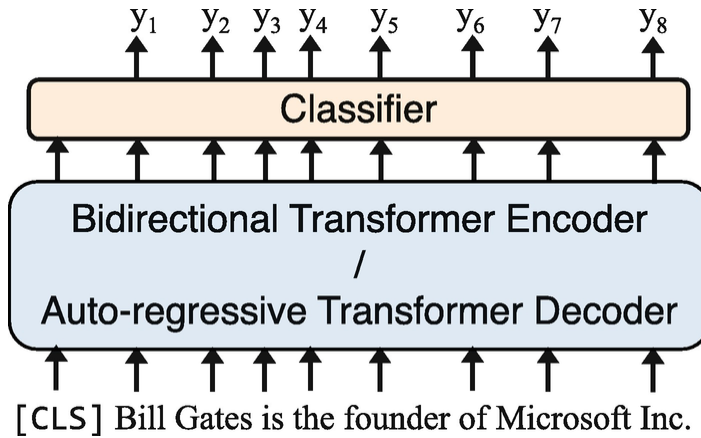 y1 y2 y3 y4 y5 y6 y7 y8
Classifier
Bidirectional Transformer Encoder
/
Auto-regressive Transformer Decoder
[CLS] Bill Gates is the founder of Microsoft Inc.